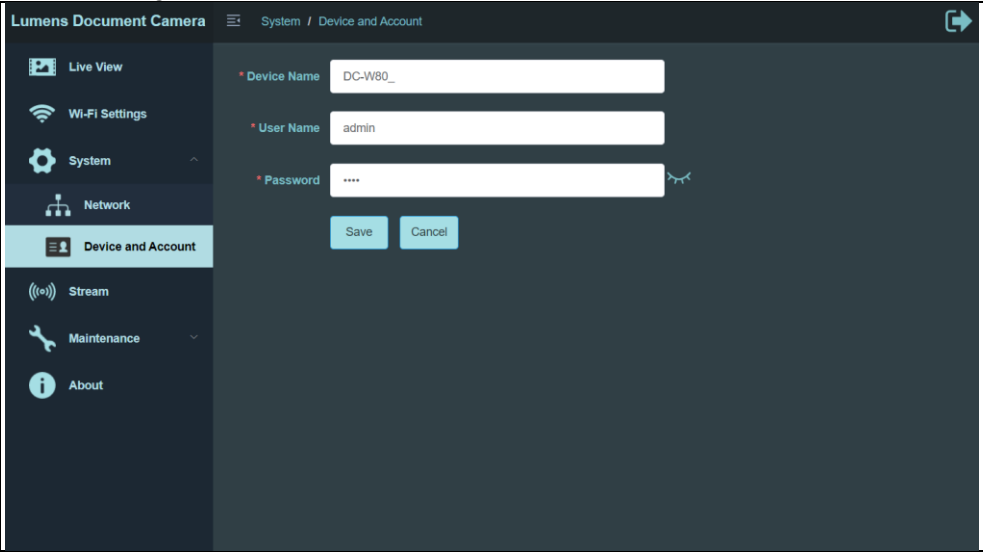 Lumens Document Camera
System / Device and Account
Live View
Wi-Fi Settings
System
Network
Device and Account
Stream
Maintenance
About
* Device Name DC-W80_
* User Name admin
* Password ····
Save Cancel